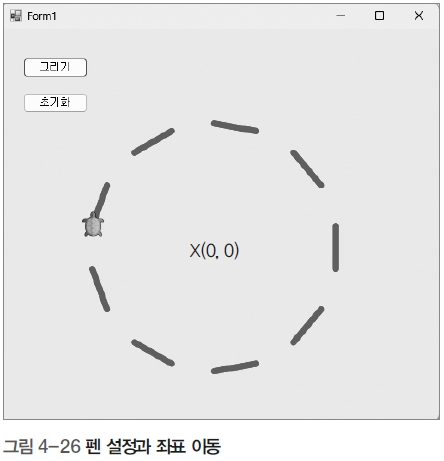 Form1
그리기
초기화
X(0, 0)
그림 4-26 펜 설정과 좌표 이동